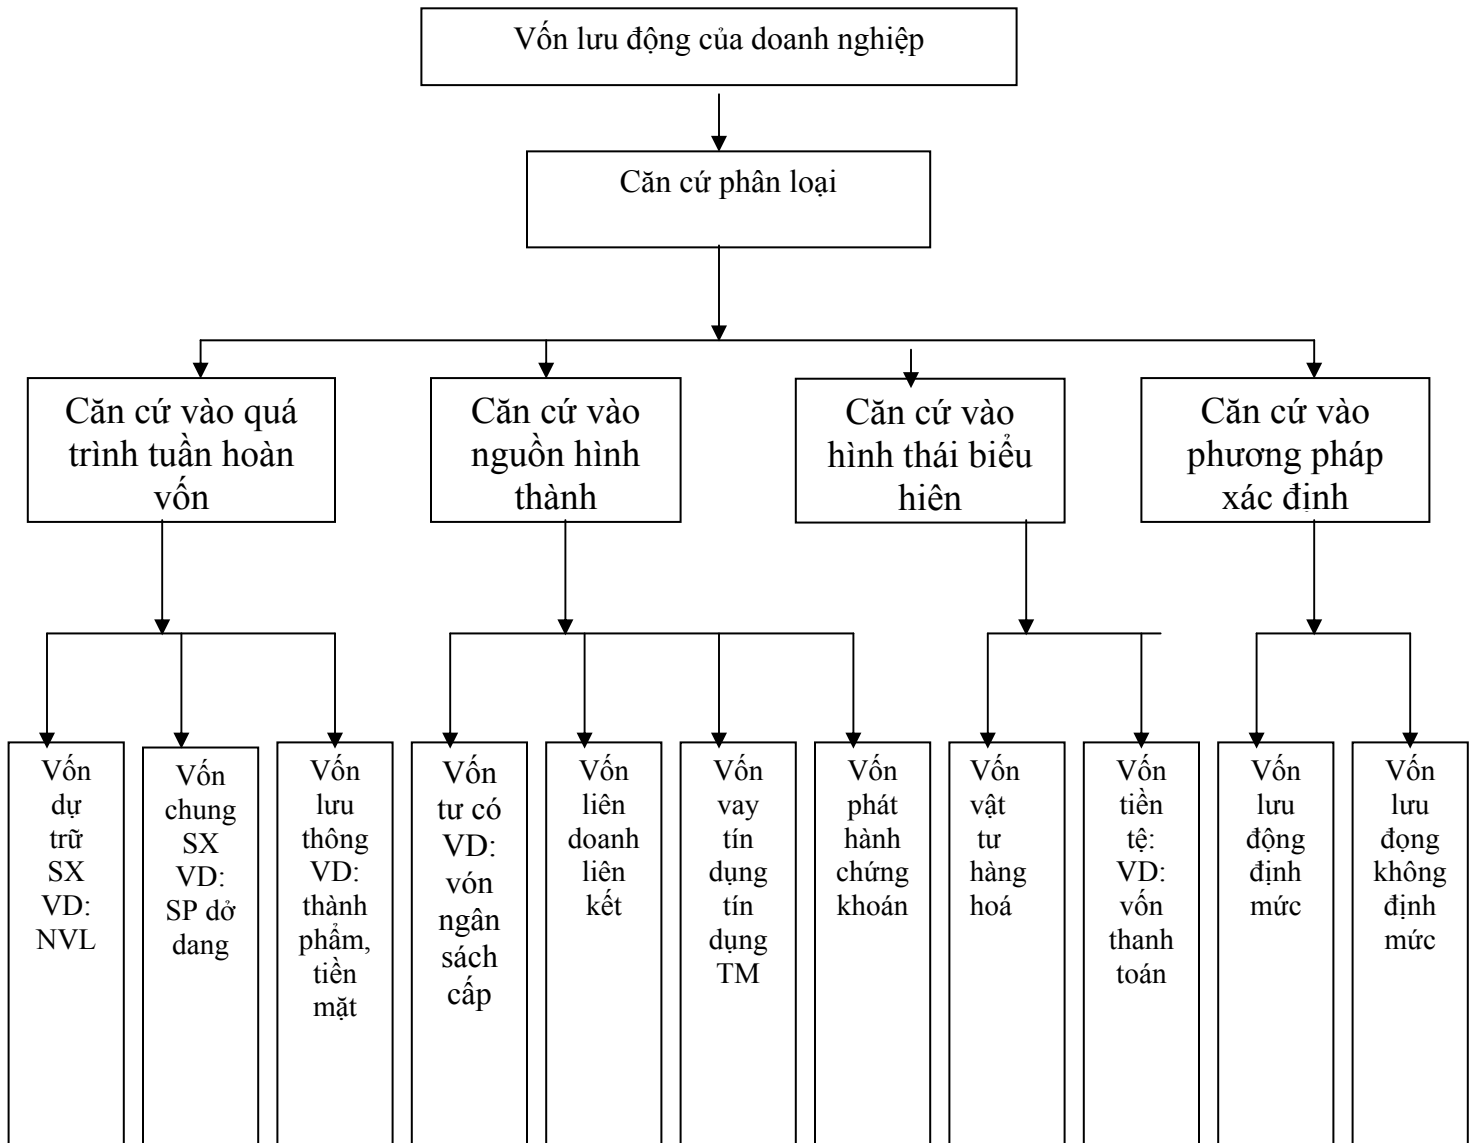 Vốn lưu động của doanh nghiệp
Căn cứ phân loại
Căn cứ vào quá
trình tuần hoàn
vốn
Căn cứ vào
nguồn hình
thành
Căn cứ vào
hình thái biểu
hiên
Căn cứ vào
phương pháp
xác định
Vốn
dự
trữ
SX
VD:
NVL
Vốn
chung
SX
VD:
SP dở
dang
Vốn
lưu
thông
VD:
thành
phẩm,
tiền
mặt
Vốn
tư có
VD:
vón
ngân
sách
cấp
Vốn
liên
doanh
liên
kết
Vốn
vay
tín
dụng
tín
dụng
TM
Vốn
phát
hành
chứng
khoán
Vốn
vật
tư
hàng
hoá
Vốn
tiền
tệ:
VD:
vốn
thanh
toán
Vốn
lưu
động
định
mức
Vốn
lưu
đọng
không
định
mức